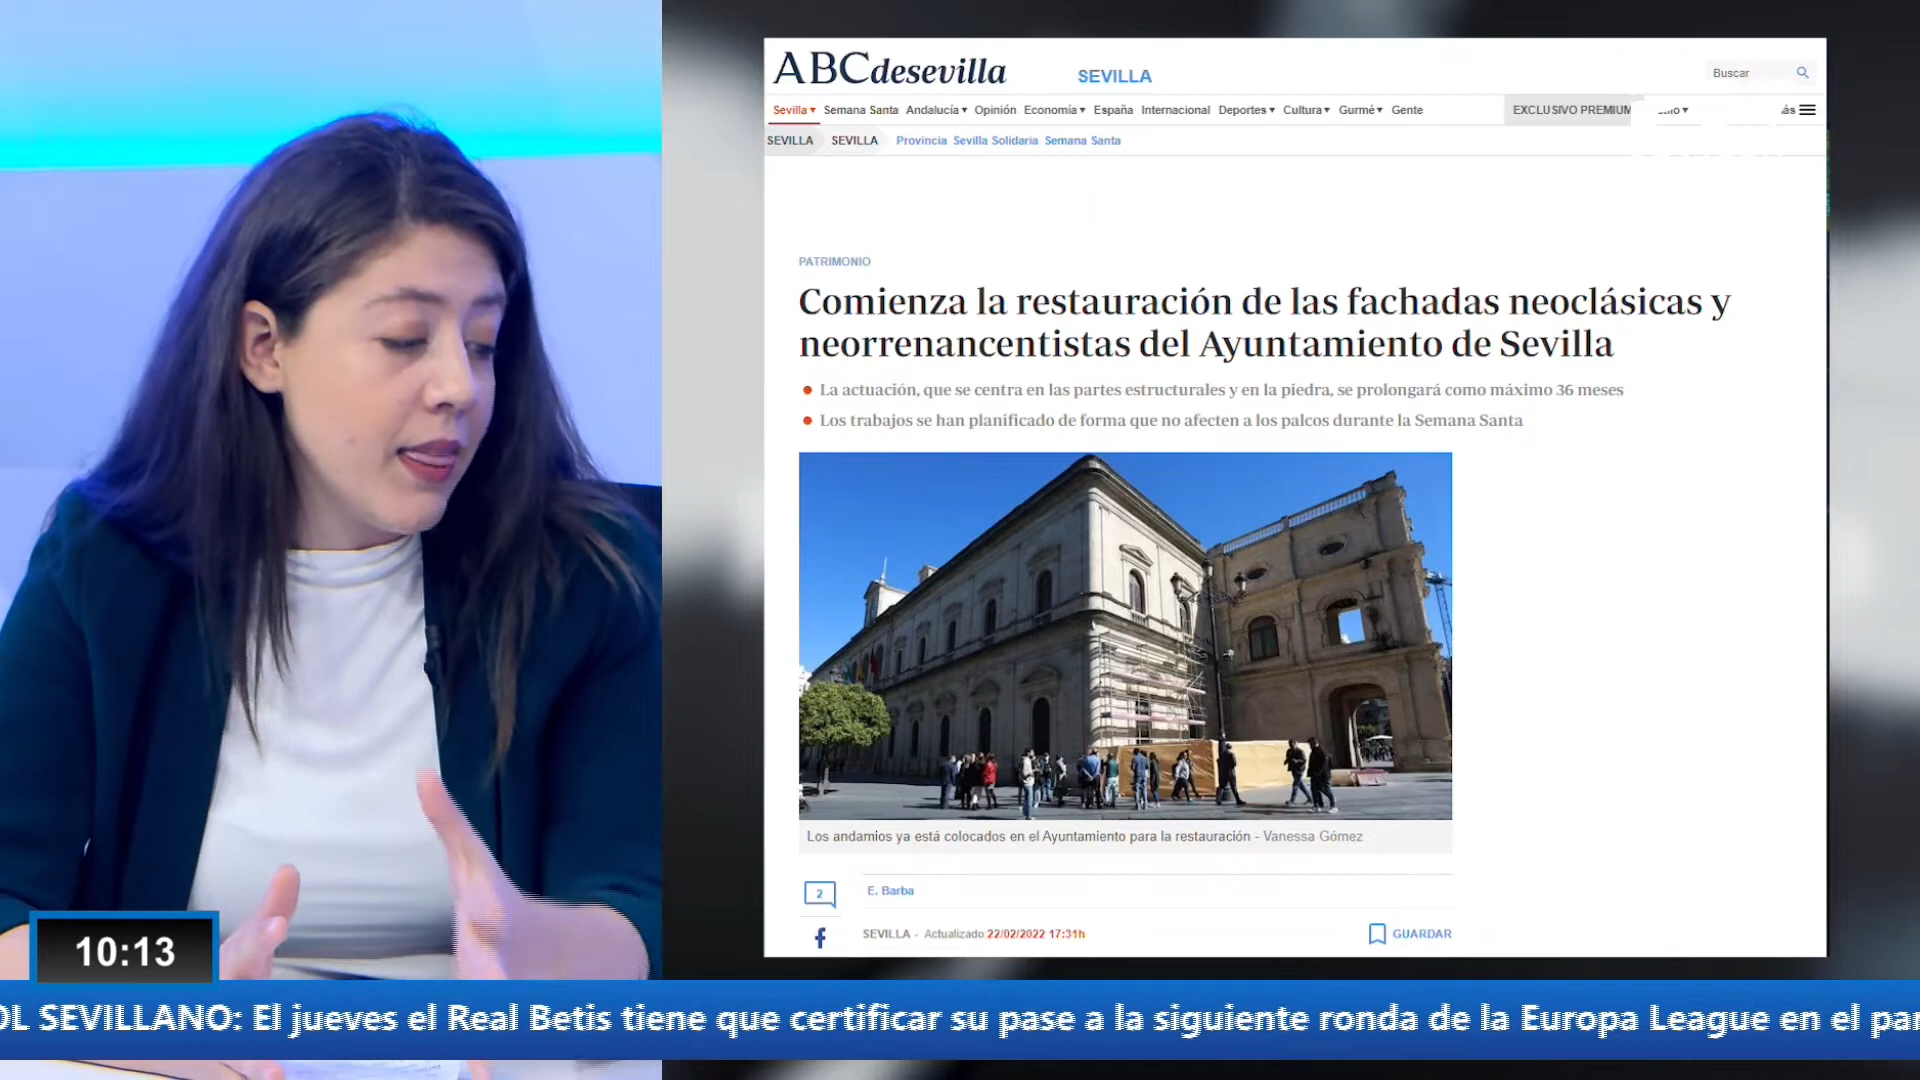 ABCdesevilla
SEVILLA
Buscar
Sevilla Semana Santa Andalucía Opinión Economía España Internacional Deportes Cultura Gurmé Gente
EXCLUSIVO PREMIUM
SEVILLA SEVILLA Provincia Sevilla Solidaria Semana Santa
PATRIMONIO
Comienza la restauración de las fachadas neoclásicas y
neorrenancentistas del Ayuntamiento de Sevilla
La actuación, que se centra en las partes estructurales y en la piedra, se prolongará como máximo 36 meses
Los trabajos se han planificado de forma que no afecten a los palcos durante la Semana Santa
Los andamios ya está colocados en el Ayuntamiento para la restauración - Vanessa Gómez
2
E. Barba
SEVILLA - Actualizado:22/02/2022 17:31h
GUARDAR
10:13
OL SEVILLANO: El jueves el Real Betis tiene que certificar su pase a la siguiente ronda de la Europa League en el par